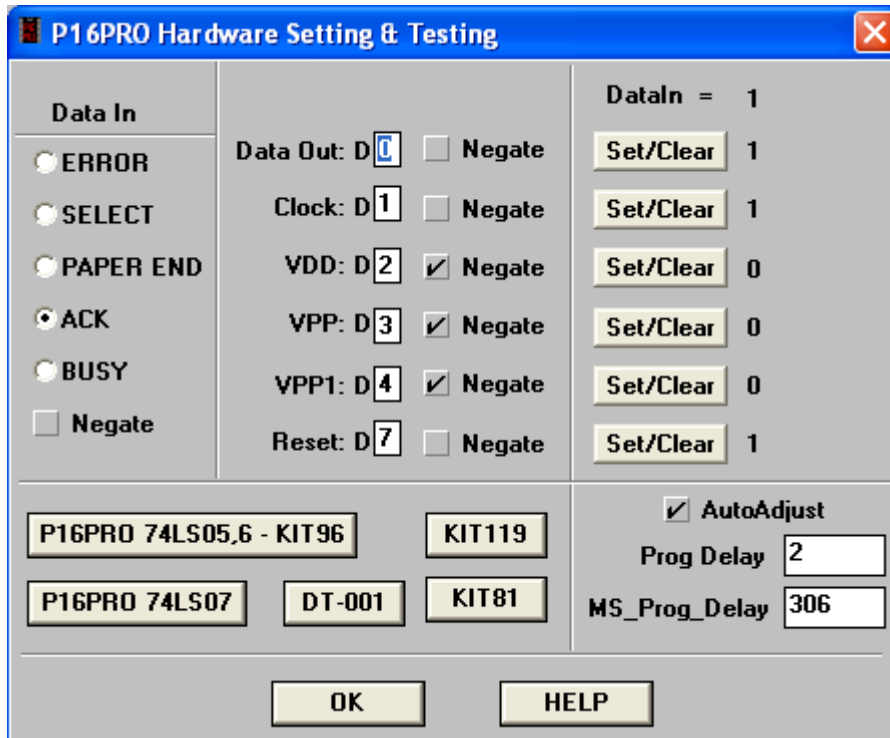 P16PRO Hardware Setting & Testing
Data In
ERROR
SELECT
PAPER END
ACK
BUSY
Negate
Data Out: D 0 Negate
Clock: D 1 Negate
VDD: D 2 Negate
VPP: D 3 Negate
VPP1: D 4 Negate
Reset: D 7 Negate
DataIn = 1
Set/Clear 1
Set/Clear 1
Set/Clear 0
Set/Clear 0
Set/Clear 0
Set/Clear 1
P16PRO 74LS05,6 - KIT96
KIT119
P16PRO 74LS07
DT-001
KIT81
AutoAdjust
Prog Delay 2
MS_Prog_Delay 306
OK
HELP